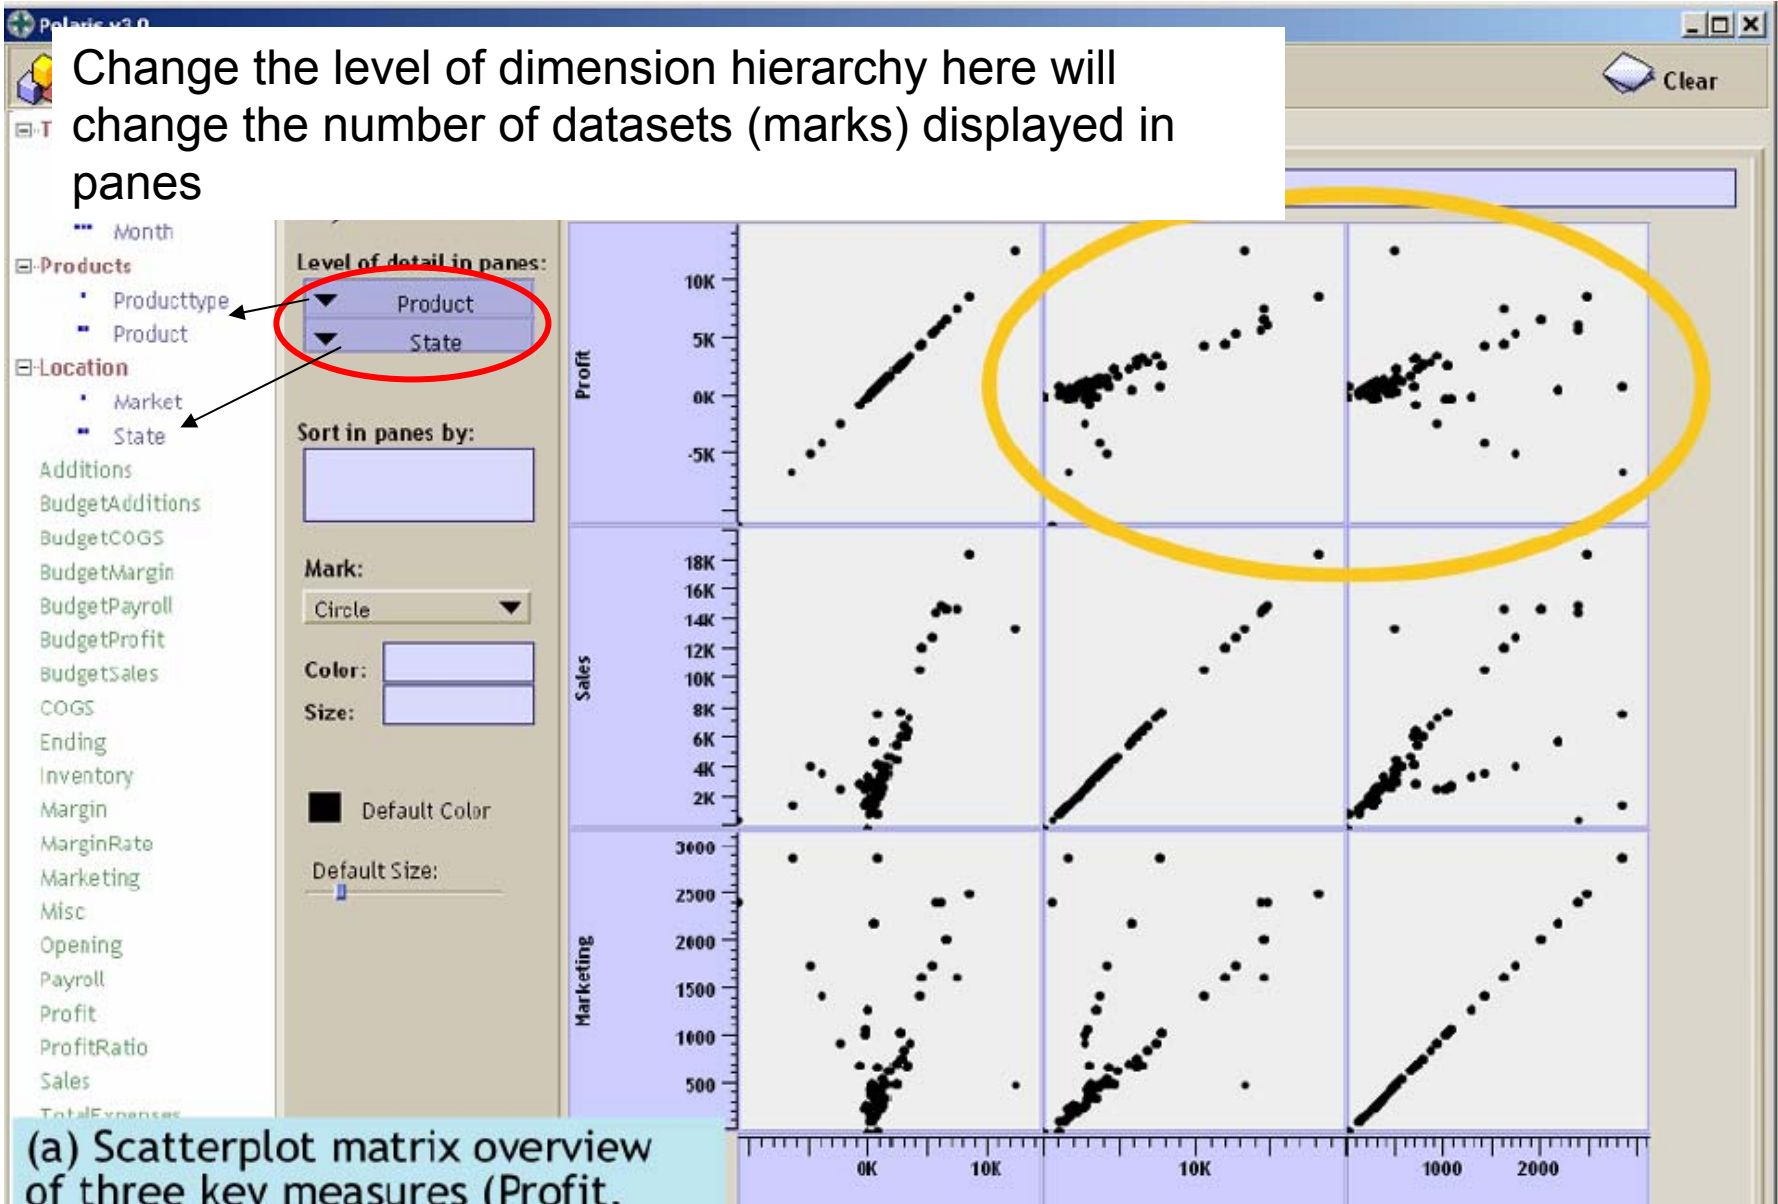 Polaris v3.0
Change the level of dimension hierarchy here will
change the number of datasets (marks) displayed in
panes
Clear
T
Month
Products
Producttype
Product
Location
Market
State
Additions
BudgetAdditions
BudgetCOGS
BudgetMargin
BudgetPayroll
BudgetProfit
BudgetSales
COGS
Ending
Inventory
Margin
MarginRate
Marketing
Misc
Opening
Payroll
Profit
ProfitRatio
Sales
TotalExpenses
Level of detail in panes:
Product
State
Sort in panes by:
Mark:
Circle
Color:
Size:
Default Color
Default Size:
Profit
10K
5K
0K
-5K
Sales
18K
16K
14K
12K
10K
8K
6K
4K
2K
Marketing
3000
2500
2000
1500
1000
500
0K 10K 10K 1000 2000
(a) Scatterplot matrix overview
of three key measures (Profit,